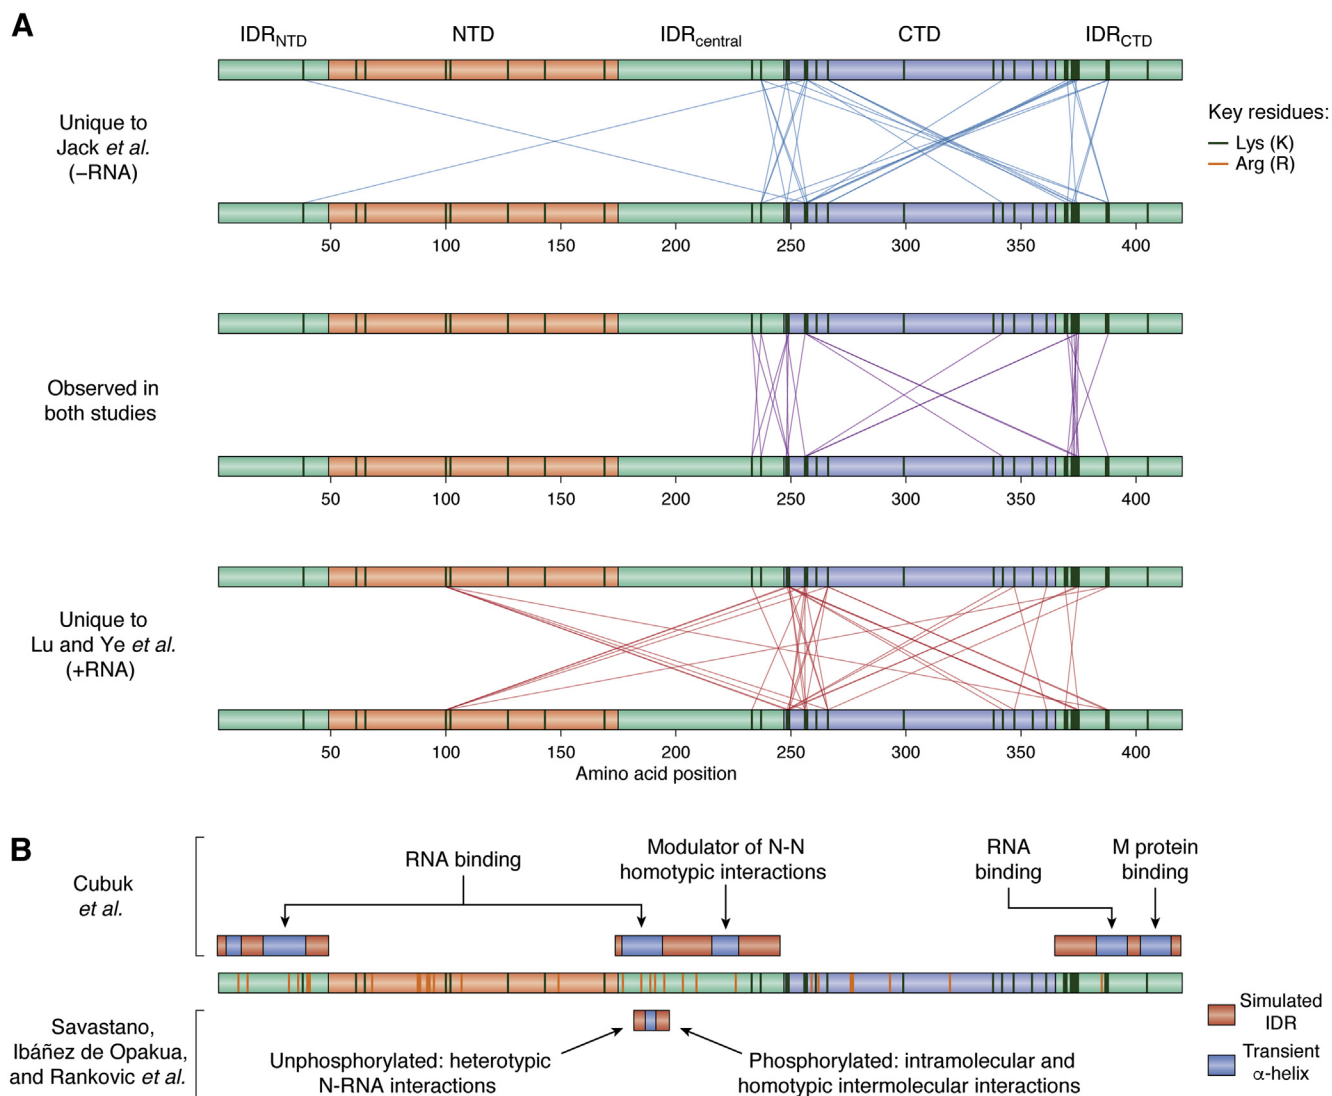 A
IDRNTD NTD IDRcentral CTD IDRCTD
Unique to
Jack et al.
(−RNA)
Key residues:
Lys (K)
Arg (R)
50 100 150 200 250 300 350 400
Observed in
both studies
50 100 150 200 250 300 350 400
Unique to
Lu and Ye et al.
(+RNA)
50 100 150 200 250 300 350 400
Amino acid position
B
Cubuk
et al.
RNA binding
Modulator of N-N
homotypic interactions
RNA
binding
M protein
binding
Savastano,
Ibáñez de Opakua,
and Rankovic et al.
Unphosphorylated: heterotypic
N-RNA interactions
Phosphorylated: intramolecular and
homotypic intermolecular interactions
Simulated
IDR
Transient
α-helix